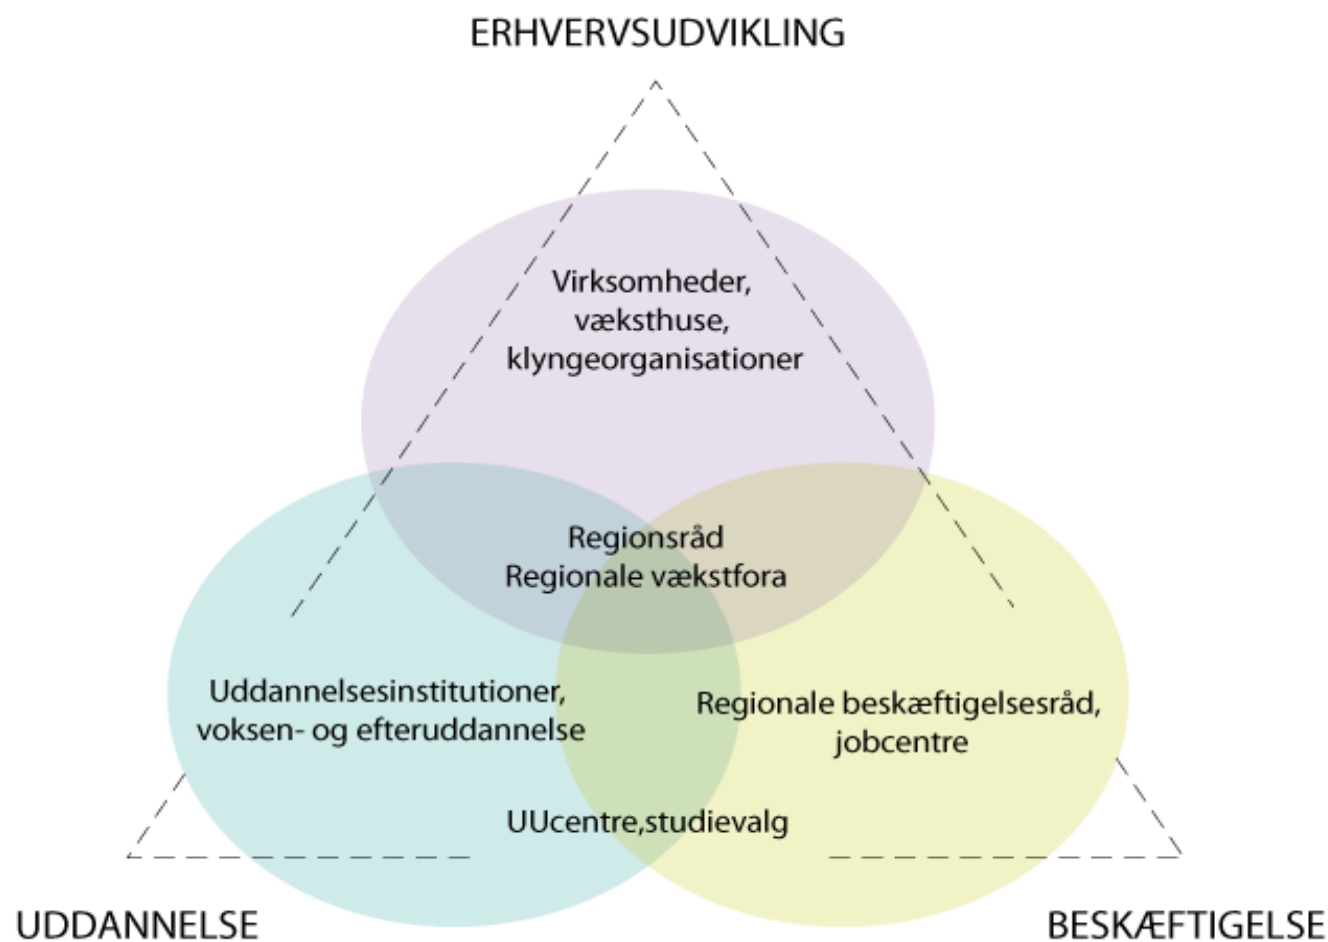 ERHVERVSUDVIKLING
Virksomheder,
væksthuse,
klyngeorganisationer
Regionsråd
Regionale vækstfora
Uddannelsesinstitutioner,
voksen- og efteruddannelse
Regionale beskæftigelsesråd,
jobcentre
UUcentre,studievalg
UDDANNELSE
BESKÆFTIGELSE